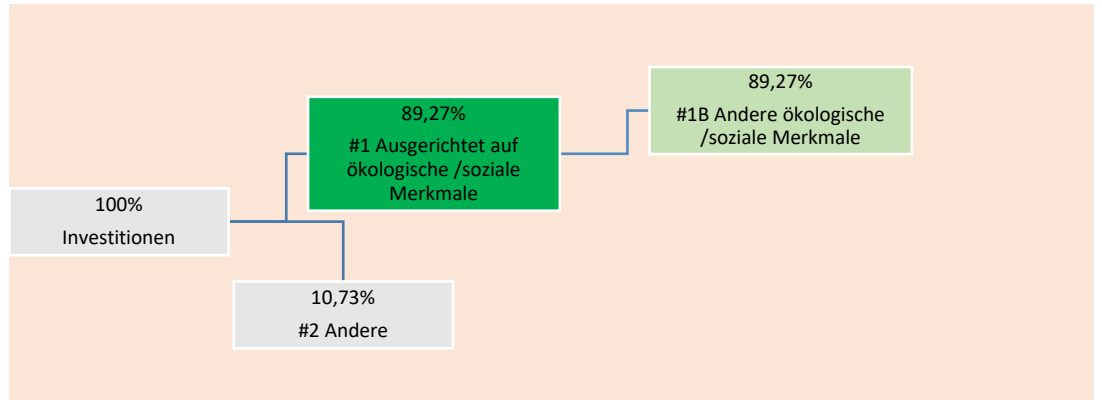 89,27%
#1B Andere ökologische
/soziale Merkmale
89,27%
#1 Ausgerichtet auf
ökologische /soziale
Merkmale
100%
Investitionen
10,73%
#2 Andere